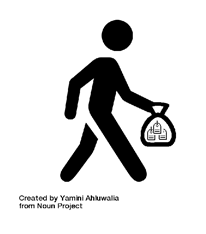 Created by Yamini Ahluwalia
from Noun Project